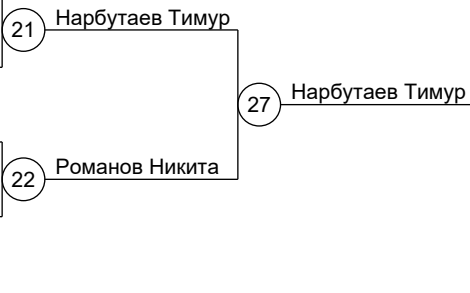 21 Нарбутаев Тимур
27 Нарбутаев Тимур
22 Романов Никита